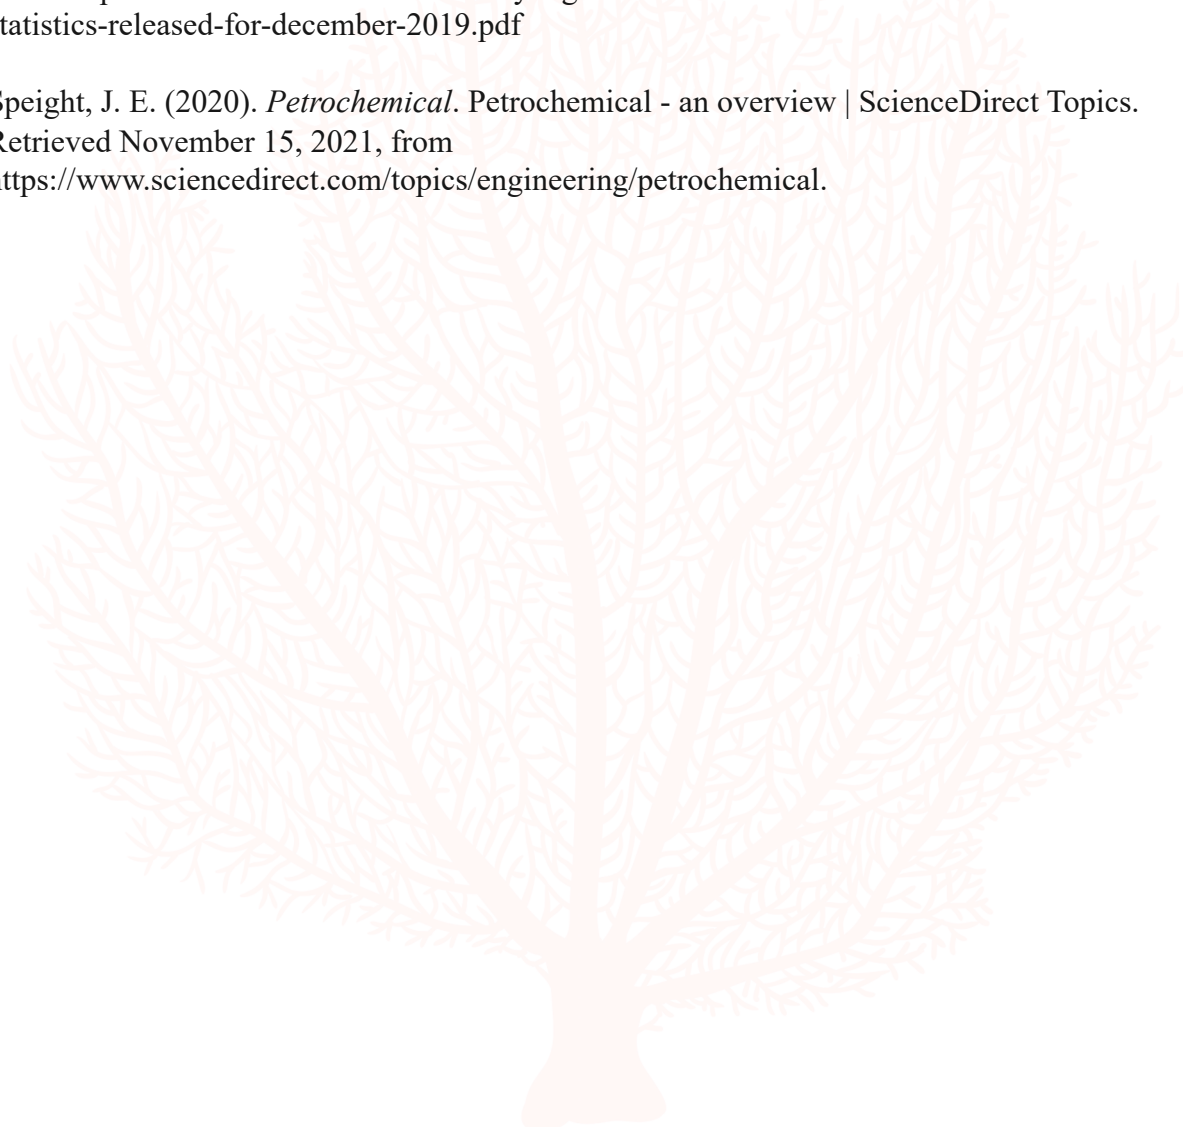 tatistics-released-for-december-2019.pdf
Speight, J. E. (2020). Petrochemical. Petrochemical - an overview | ScienceDirect Topics.
Retrieved November 15, 2021, from
https://www.sciencedirect.com/topics/engineering/petrochemical.